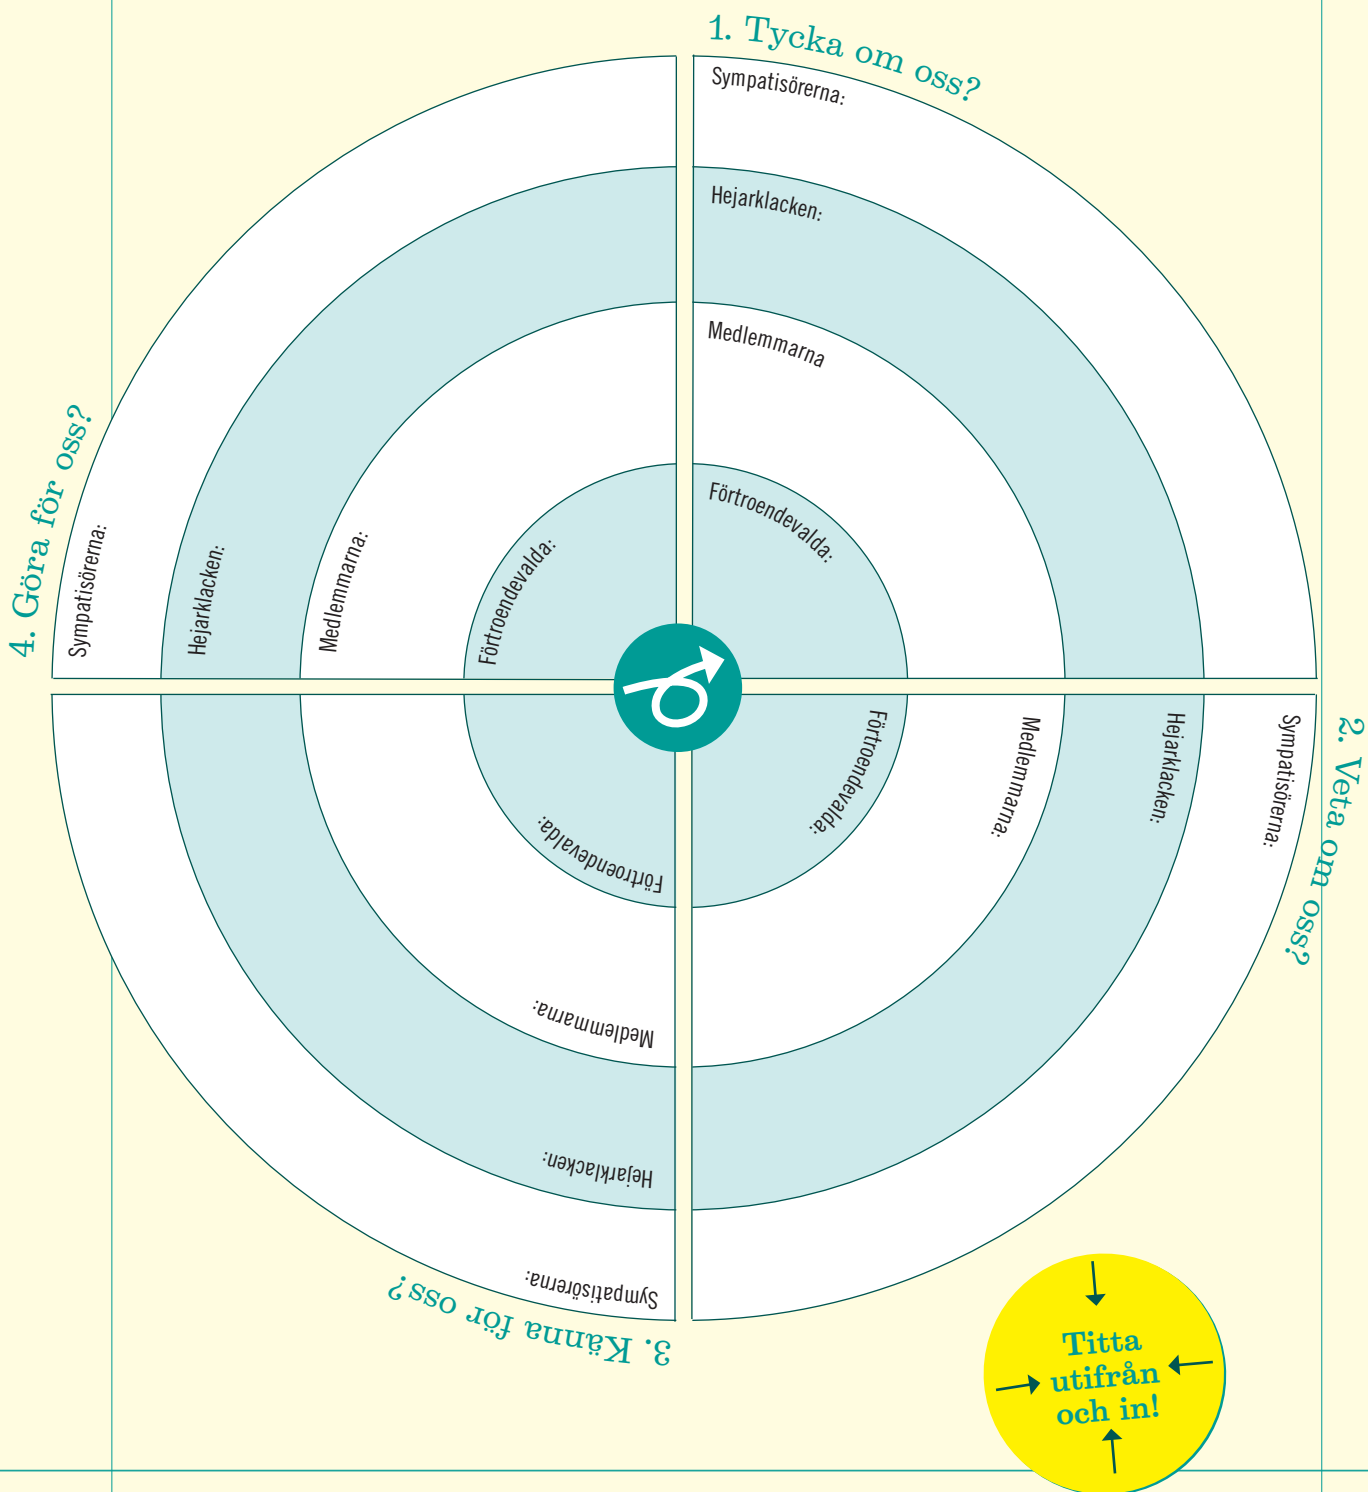 1. Tycka om oss?
Sympatisörerna:
Hejarklacken:
Medlemmarna
Förtroendevalda:
2. Veta om oss?
Sympatisörerna:
Hejarklacken:
Medlemmarna:
Förtroendevalda:
3. Känna för oss?
Sympatisörerna:
Hejarklacken:
Medlemmarna:
Förtroendevalda:
4. Göra för oss?
Sympatisörerna:
Hejarklacken:
Medlemmarna:
Förtroendevalda:
Titta
utifrån
och in!